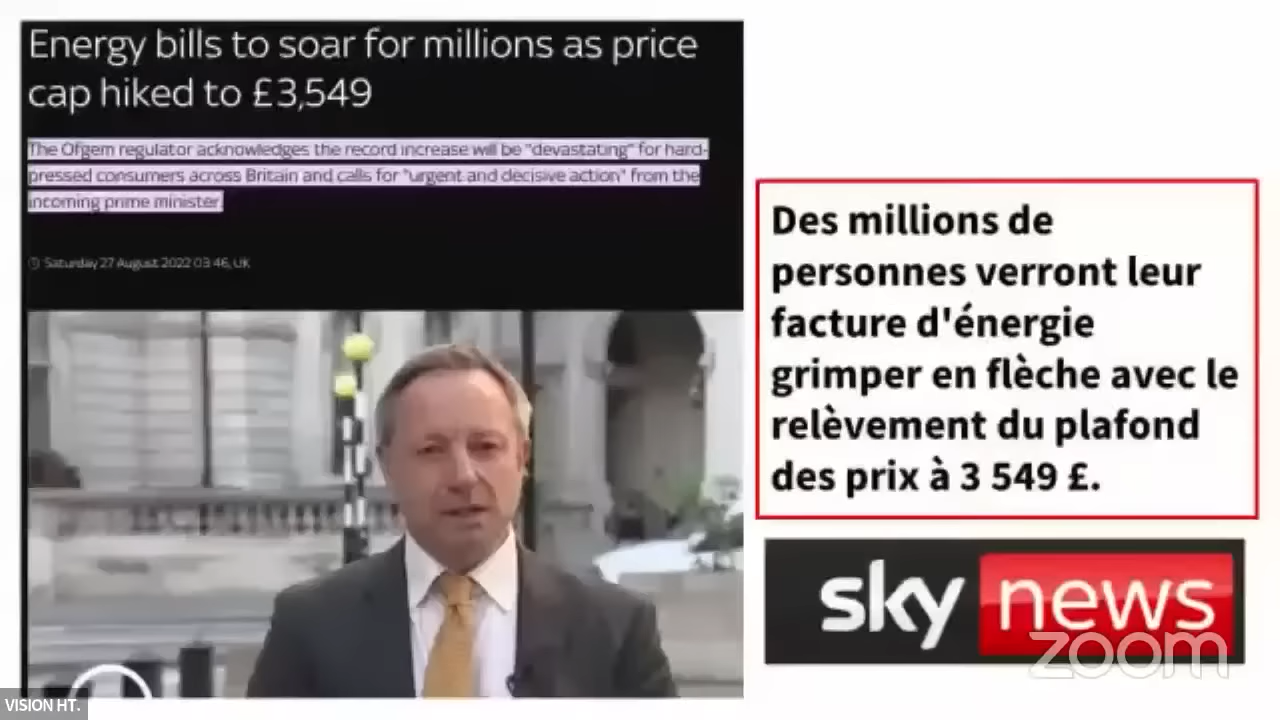 Energy bills to soar for millions as price
cap hiked to £3,549
The Ofgem regulator acknowledges the record increase will be "devastating" for hard-
pressed consumers across Britain and calls for "urgent and decisive action" from the
incoming prime minister.
Saturday 27 August 2022 03:46, UK
Des millions de
personnes verront leur
facture d'énergie
grimper en flèche avec le
relèvement du plafond
des prix à 3 549 £.
sky news
zoom
VISION HT.